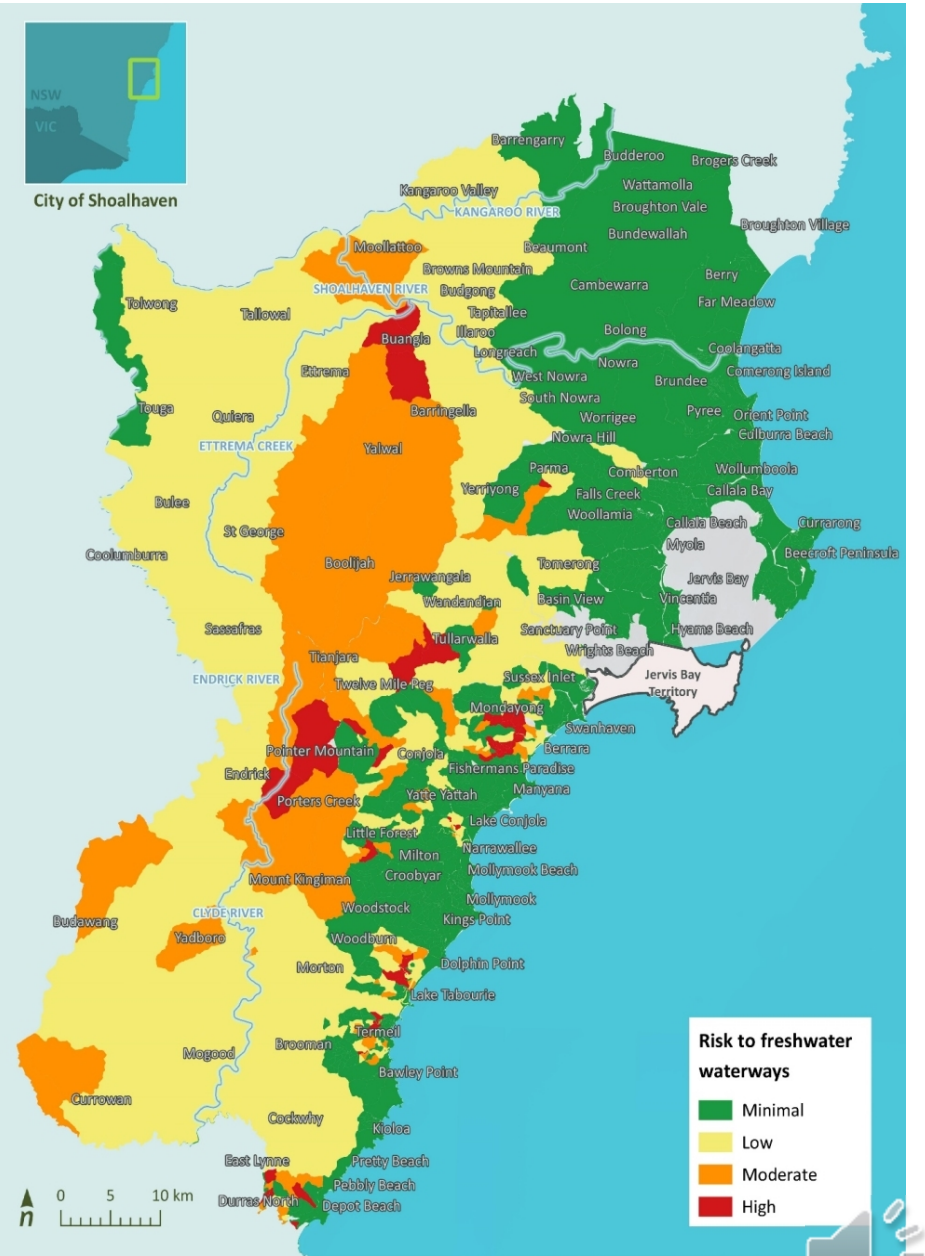 NSW
VIC
City of Shoalhaven
Barrengarry
Budderoo
Brogers Creek
Kangaroo Valley
Wattamolla
KANGAROO RIVER
Broughton Vale
Broughton Village
Bundewallah
Moollattoo
Beaumont
Browns Mountain
Berry
Cambewarra
SHOALHAVEN RIVER
Budgong
Tolwong
Far Meadow
Tallowal
Tapitallee
Illaroo
Bolong
Buangla
Longreach
Coolangatta
Nowra
Ettrema
West Nowra
Comerong Island
Brundee
South Nowra
Touga
Barringella
Pyree
Orient Point
Quiera
Worrigee
Culburra Beach
Nowra Hill
ETTREMA CREEK
Yalwal
Parma
Comberton
Wollumboola
Yerriyong
Falls Creek
Callala Bay
Bulee
Woollamia
Callala Beach
Currarong
St George
Myola
Coolumburra
Beecroft Peninsula
Boolijah
Tomerong
Jerrawangala
Jervis Bay
Wandandian
Basin View
Vincentia
Sassafras
Sanctuary Point
Hyams Beach
Tullarwalla
Wrights Beach
Tianjara
ENDRICK RIVER
Twelve Mile Peg
Sussex Inlet
Jervis Bay
Territory
Mondayong
Swanhaven
Pointer Mountain
Conjola
Berrara
Endrick
Fishermans Paradise
Porters Creek
Yatte Yattah
Manyana
Lake Conjola
Little Forest
Narrawallee
Milton
Mollymook Beach
Croobyar
Mount Kingiman
Mollymook
Woodstock
CLYDE RIVER
Kings Point
Budawang
Yadboro
Woodburn
Dolphin Point
Morton
Lake Tabourie
Termeil
Brooman
Mogood
Bawley Point
Currowan
Cockwhy
Kioloa
East Lynne
Pretty Beach
Pebbly Beach
Durras North
Depot Beach
n
0 5 10 km
Risk to freshwater
waterways
Minimal
Low
Moderate
High